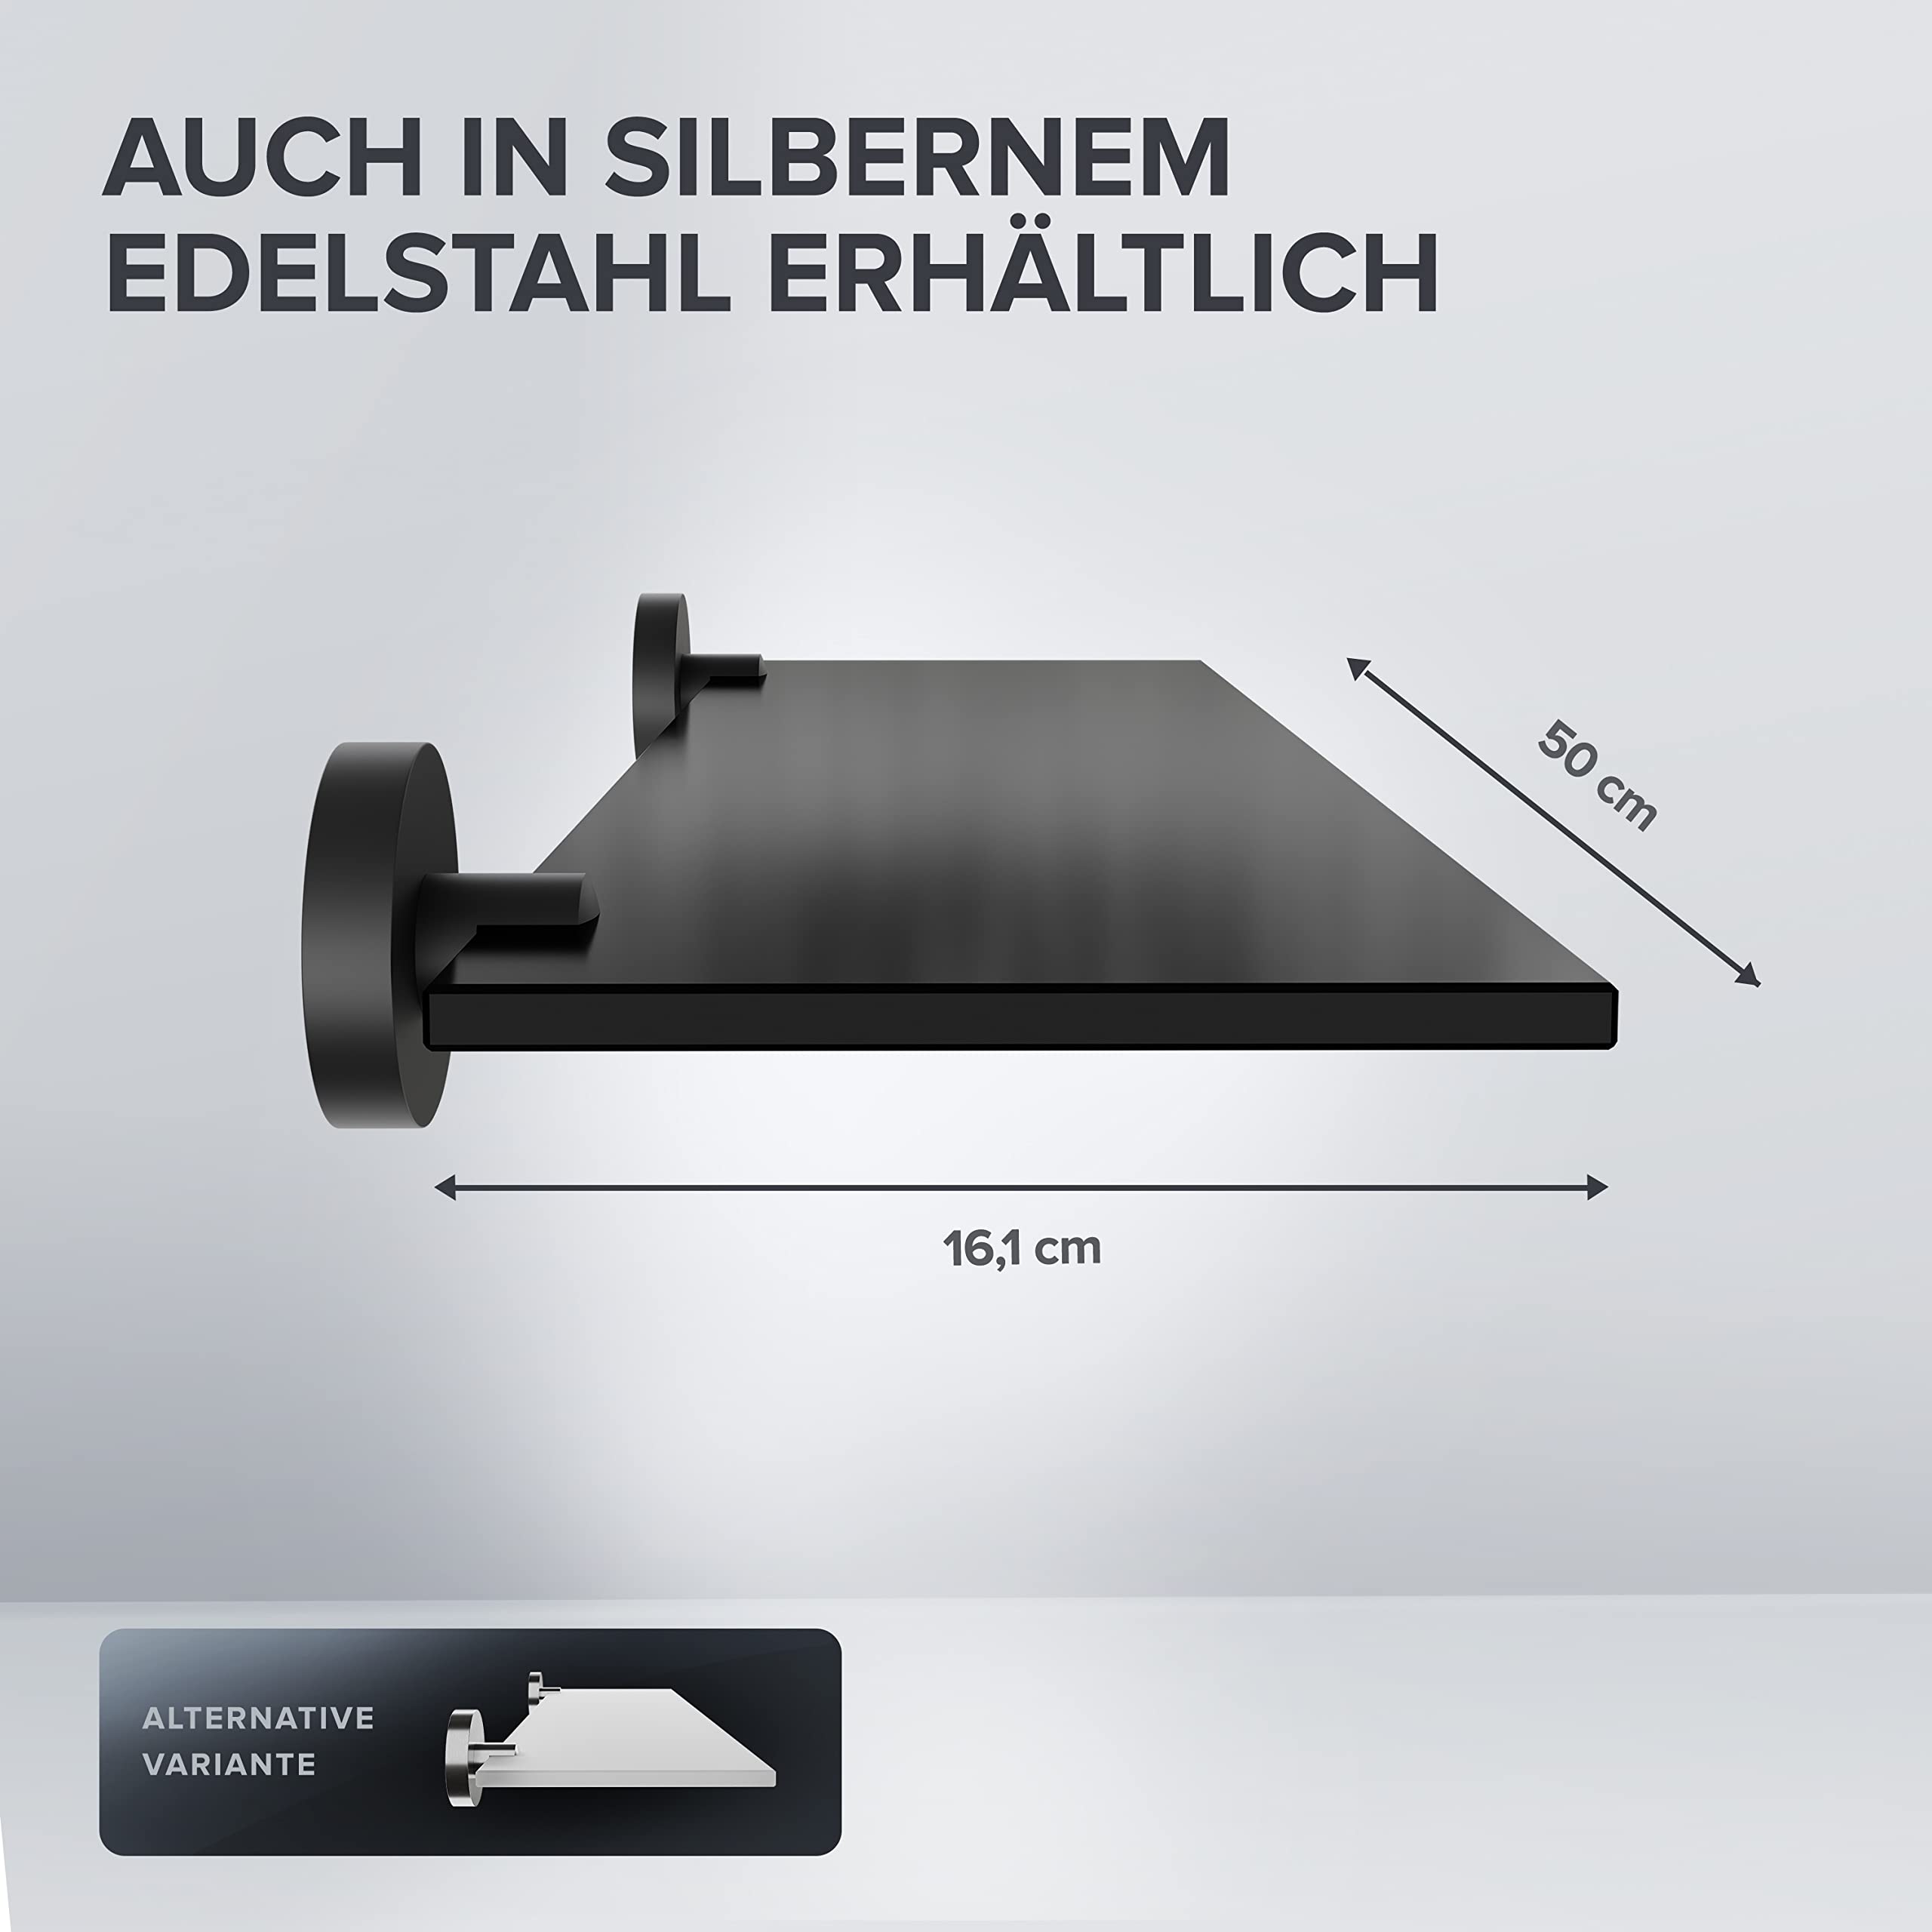 AUCH IN SILBERNEM
EDELSTAHL ERHÄLTLICH
50 cm
16,1 cm
ALTERNATIVE
VARIANTE